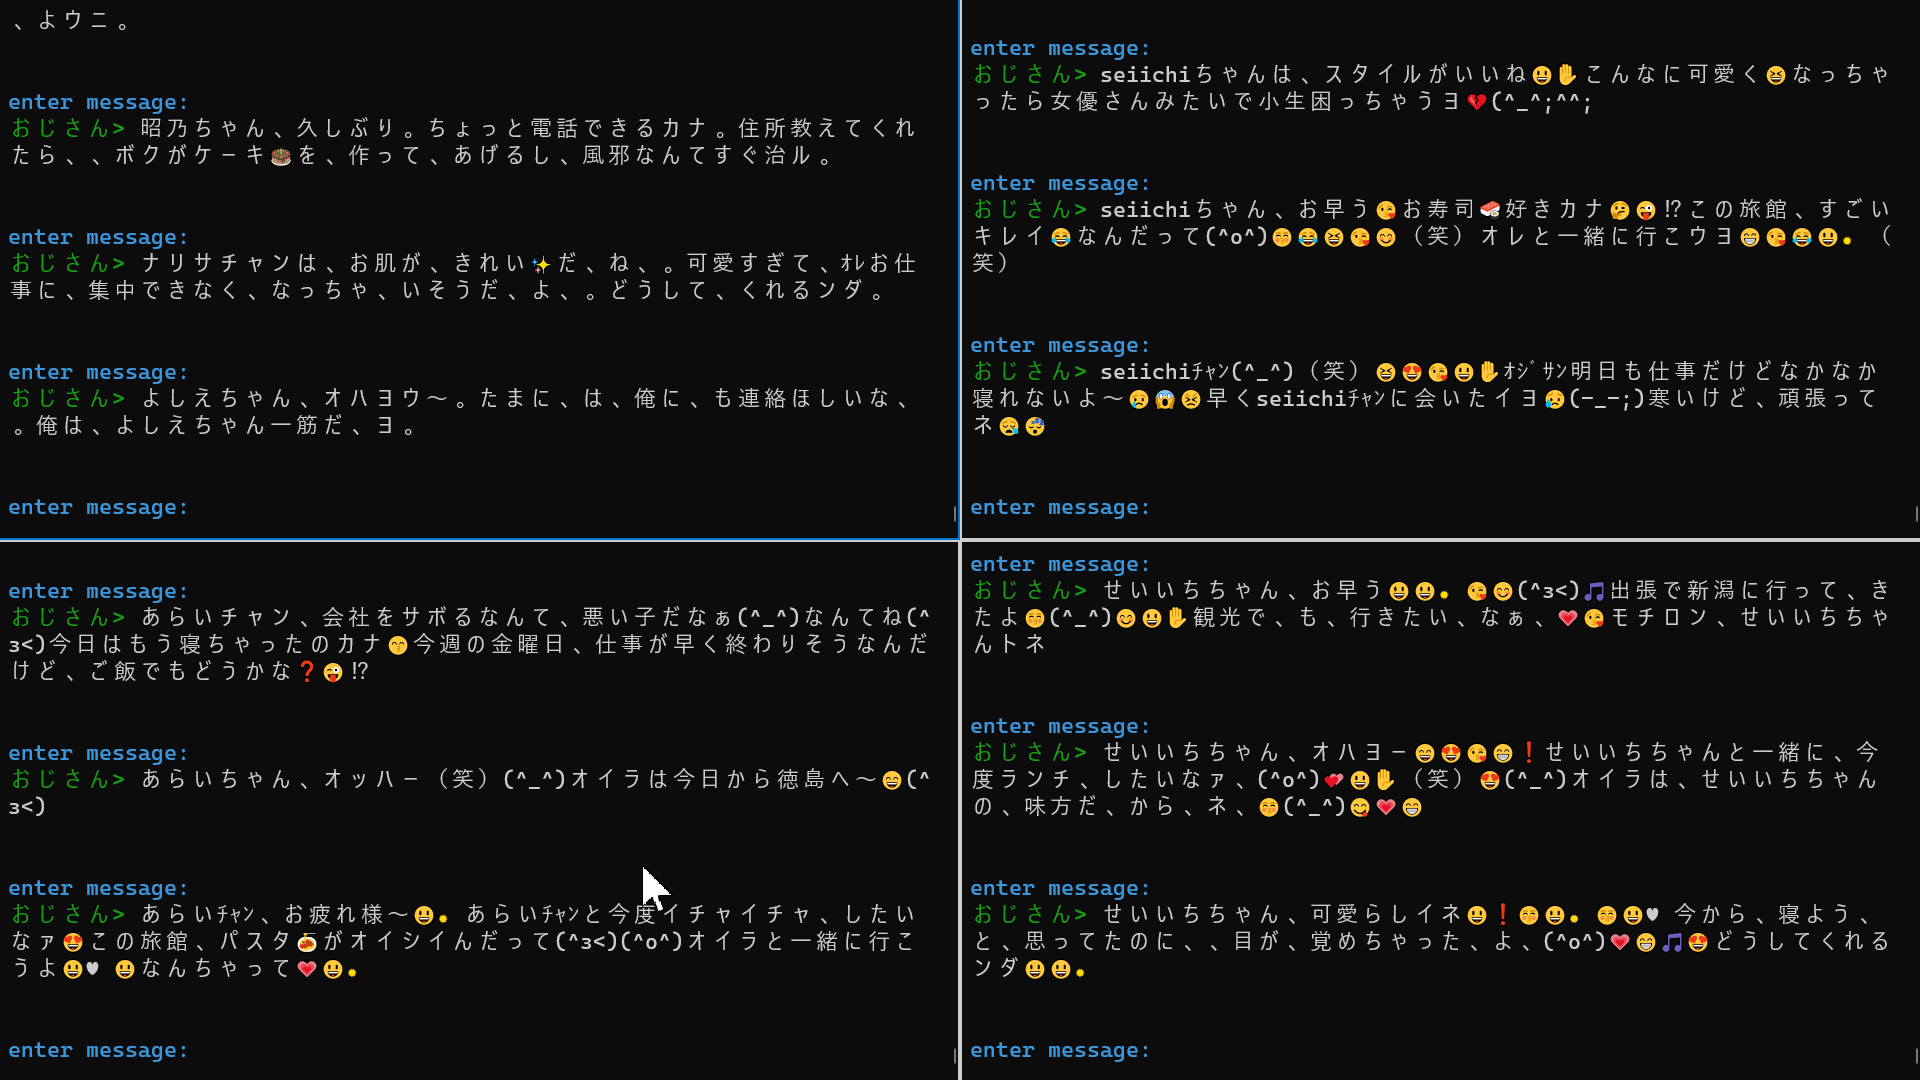 、よウニ。
enter message:
おじさん> 昭乃ちゃん、久しぶり。ちょっと電話できるカナ。住所教えてくれ
たら、、ボクがケーキ🎂を、作って、あげるし、風邪なんてすぐ治ル。
enter message:
おじさん> ナリサチャンは、お肌が、きれい✨だ、ね、。可愛すぎて、オレお仕
事に、集中できなく、なっちゃ、いそうだ、よ、。どうして、くれるンダ。
enter message:
おじさん> よしえちゃん、オハヨウ〜。たまに、は、俺に、も連絡ほしいな、
。俺は、よしえちゃん一筋だ、ヨ。
enter message:
enter message:
おじさん> seiichiちゃんは、スタイルがいいね😃✋こんなに可愛く😆なっちゃ
ったら女優さんみたいで小生困っちゃうヨ💔(^_^;^^;
enter message:
おじさん> seiichiちゃん、お早う😘お寿司🍣好きカナ🤔😜⁉この旅館、すごい
キレイ😂なんだって(^o^)😚😂😆😘😊（笑）オレと一緒に行こウヨ😁😘😂😃✹（
笑）
enter message:
おじさん> seiichiチャン(^_^)（笑）😆😍😘😃✋オジサン明日も仕事だけどなかなか
寝れないよ〜😥😱😖早くseiichiチャンに会いたイヨ😥(-_-;)寒いけど、頑張って
ネ😪😴
enter message:
enter message:
おじさん> あらいチャン、会社をサボるなんて、悪い子だなぁ(^_^)なんてね(^
з<)今日はもう寝ちゃったのカナ😙今週の金曜日、仕事が早く終わりそうなんだ
けど、ご飯でもどうかな❓😜⁉
enter message:
おじさん> あらいちゃん、オッハー（笑）(^_^)オイラは今日から徳島へ〜😄(^
з<)
enter message:
おじさん> あらいチャン、お疲れ様〜😃✹ あらいチャンと今度イチャイチャ、したい
なァ😍この旅館、パスタ🍝がオイシイんだって(^з<)(^o^)オイラと一緒に行こ
うよ😃♥ 😃なんちゃって❤😃✹
enter message:
enter message:
おじさん> せいいちちゃん、お早う😃😃✹ 😘😊(^з<)🎵出張で新潟に行って、き
たよ😚(^_^)😊😃✋観光で、も、行きたい、なぁ、❤😘モチロン、せいいちちゃ
んトネ
enter message:
おじさん> せいいちちゃん、オハヨー😁😍😘😁❗せいいちちゃんと一緒に、今
度ランチ、したいなァ、(^o^)💕😃✋（笑）😍(^_^)オイラは、せいいちちゃん
の、味方だ、から、ネ、😚(^_^)😋❤😁
enter message:
おじさん> せいいちちゃん、可愛らしイネ😃❗😚😃✹ 😚😃♥ 今から、寝よう、
と、思ってたのに、、目が、覚めちゃった、よ、(^o^)❤😁🎵😍どうしてくれる
ンダ😃😃✹
enter message: